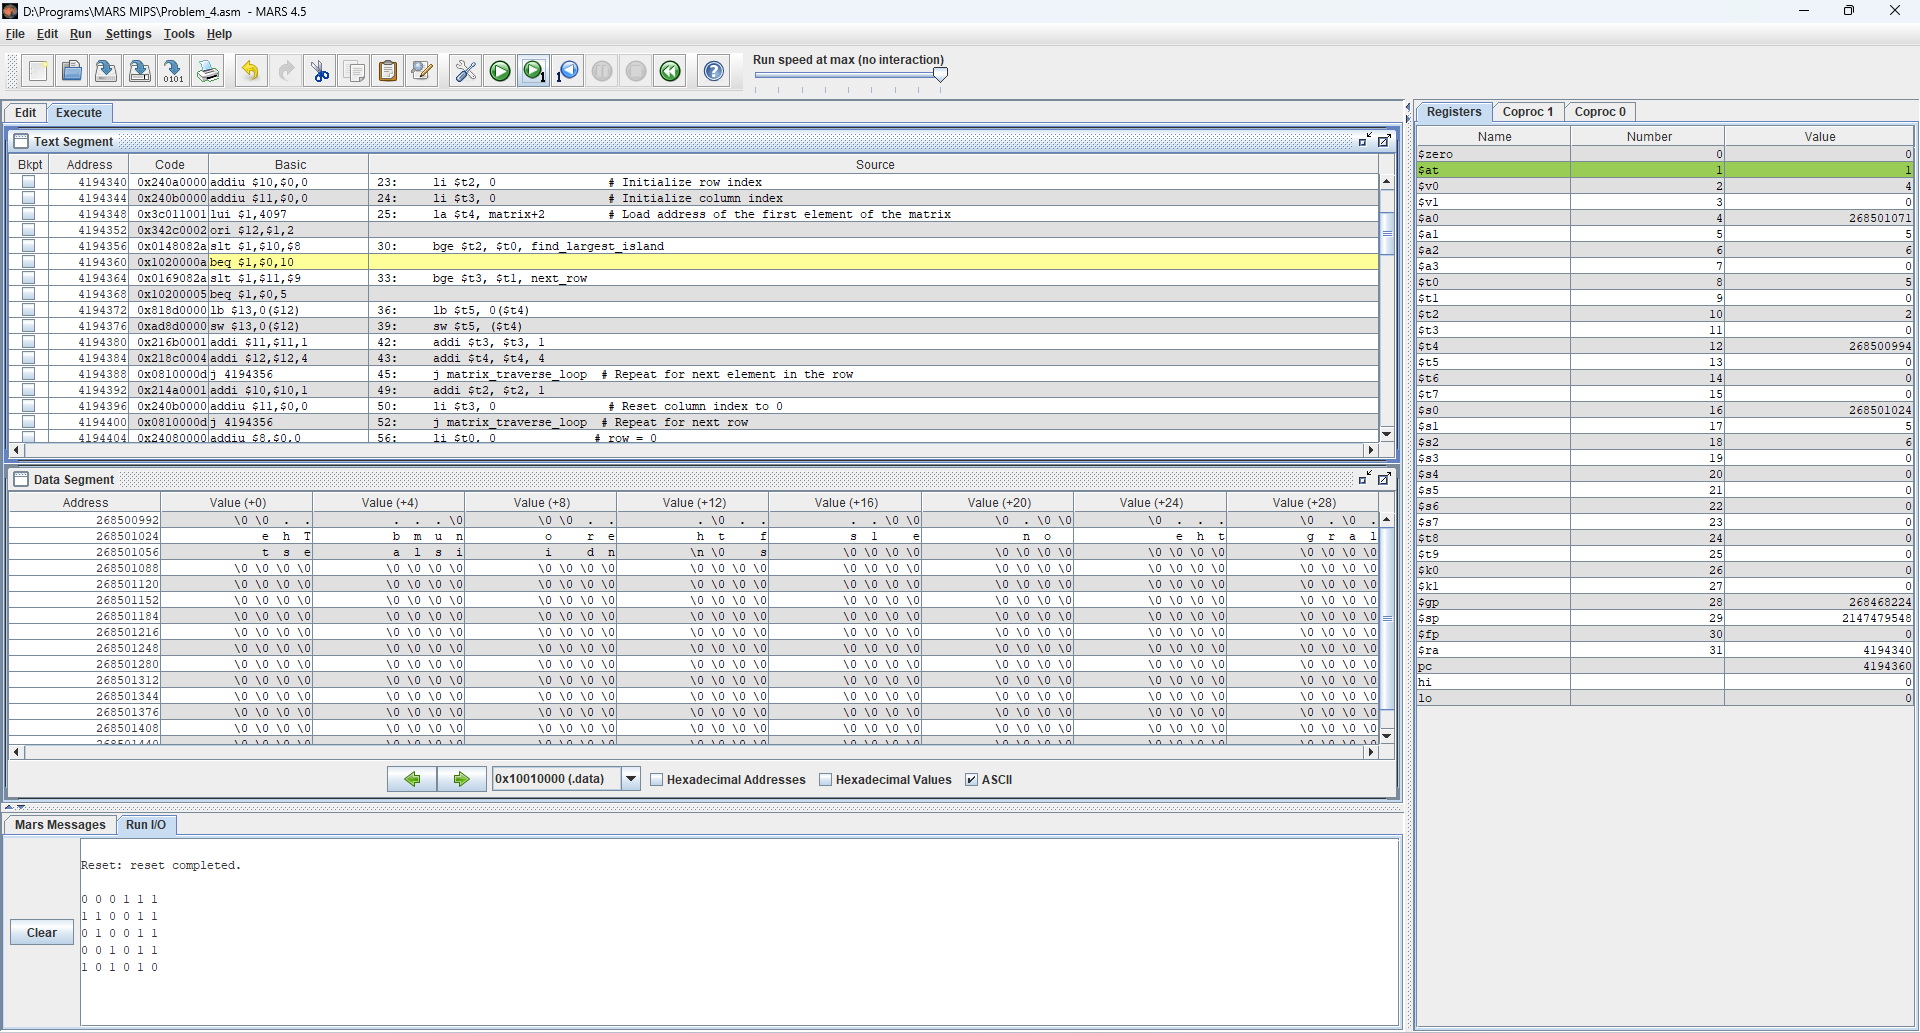 D:\Programs\MARS MIPS\Problem_4.asm - MARS 4.5
File Edit Run Settings Tools Help
Run speed at max (no interaction)
Edit Execute
Text Segment
Bkpt Address Code Basic Source
4194340 0x240a0000 addiu $10,$0,0 23: li $t2, 0 # Initialize row index
4194344 0x240b0000 addiu $11,$0,0 24: li $t3, 0 # Initialize column index
4194348 0x3c011001 lui $1,4097 25: la $t4, matrix+2 # Load address of the first element of the matrix
4194352 0x342c0002 ori $12,$1,2
4194356 0x0148082a slt $1,$10,$8 30: bge $t2, $t0, find_largest_island
4194360 0x1020000a beq $1,$0,10
4194364 0x0169082a slt $1,$11,$9 33: bge $t3, $t1, next_row
4194368 0x10200005 beq $1,$0,5
4194372 0x818d0000 lb $13,0($12) 36: lb $t5, 0($t4)
4194376 0xad8d0000 sw $13,0($12) 39: sw $t5, ($t4)
4194380 0x216b0001 addi $11,$11,1 42: addi $t3, $t3, 1
4194384 0x218c0004 addi $12,$12,4 43: addi $t4, $t4, 4
4194388 0x0810000d j 4194356 45: j matrix_traverse_loop # Repeat for next element in the row
4194392 0x214a0001 addi $10,$10,1 49: addi $t2, $t2, 1
4194396 0x240b0000 addiu $11,$0,0 50: li $t3, 0 # Reset column index to 0
4194400 0x0810000d j 4194356 52: j matrix_traverse_loop # Repeat for next row
4194404 0x24080000 addiu $8,$0,0 56: li $t0, 0 # row = 0
Data Segment
Address Value (+0) Value (+4) Value (+8) Value (+12) Value (+16) Value (+20) Value (+24) Value (+28)
268500992 \0 \0 . . . . . \0 \0 \0 . . . \0 . . . . \0 \0 \0 . \0 \0 \0 . . . \0 . \0 .
268501024 e h T b m u n o r e h t f s l e n o e h t g r a l
268501056 t s e a l s i i d n \n \0 s \0 \0 \0 \0 \0 \0 \0 \0 \0 \0 \0 \0 \0 \0 \0 \0
268501088 \0 \0 \0 \0 \0 \0 \0 \0 \0 \0 \0 \0 \0 \0 \0 \0 \0 \0 \0 \0 \0 \0 \0 \0 \0 \0 \0 \0 \0 \0 \0 \0
268501120 \0 \0 \0 \0 \0 \0 \0 \0 \0 \0 \0 \0 \0 \0 \0 \0 \0 \0 \0 \0 \0 \0 \0 \0 \0 \0 \0 \0 \0 \0 \0 \0
268501152 \0 \0 \0 \0 \0 \0 \0 \0 \0 \0 \0 \0 \0 \0 \0 \0 \0 \0 \0 \0 \0 \0 \0 \0 \0 \0 \0 \0 \0 \0 \0 \0
268501184 \0 \0 \0 \0 \0 \0 \0 \0 \0 \0 \0 \0 \0 \0 \0 \0 \0 \0 \0 \0 \0 \0 \0 \0 \0 \0 \0 \0 \0 \0 \0 \0
268501216 \0 \0 \0 \0 \0 \0 \0 \0 \0 \0 \0 \0 \0 \0 \0 \0 \0 \0 \0 \0 \0 \0 \0 \0 \0 \0 \0 \0 \0 \0 \0 \0
268501248 \0 \0 \0 \0 \0 \0 \0 \0 \0 \0 \0 \0 \0 \0 \0 \0 \0 \0 \0 \0 \0 \0 \0 \0 \0 \0 \0 \0 \0 \0 \0 \0
268501280 \0 \0 \0 \0 \0 \0 \0 \0 \0 \0 \0 \0 \0 \0 \0 \0 \0 \0 \0 \0 \0 \0 \0 \0 \0 \0 \0 \0 \0 \0 \0 \0
268501312 \0 \0 \0 \0 \0 \0 \0 \0 \0 \0 \0 \0 \0 \0 \0 \0 \0 \0 \0 \0 \0 \0 \0 \0 \0 \0 \0 \0 \0 \0 \0 \0
268501344 \0 \0 \0 \0 \0 \0 \0 \0 \0 \0 \0 \0 \0 \0 \0 \0 \0 \0 \0 \0 \0 \0 \0 \0 \0 \0 \0 \0 \0 \0 \0 \0
268501376 \0 \0 \0 \0 \0 \0 \0 \0 \0 \0 \0 \0 \0 \0 \0 \0 \0 \0 \0 \0 \0 \0 \0 \0 \0 \0 \0 \0 \0 \0 \0 \0
268501408 \0 \0 \0 \0 \0 \0 \0 \0 \0 \0 \0 \0 \0 \0 \0 \0 \0 \0 \0 \0 \0 \0 \0 \0 \0 \0 \0 \0 \0 \0 \0 \0
0x10010000 (.data) Hexadecimal Addresses Hexadecimal Values ASCII
Mars Messages Run I/O
Clear
Reset: reset completed.
0 0 0 1 1 1
1 1 0 0 1 1
0 1 0 0 1 1
0 0 1 0 1 1
1 0 1 0 1 0
Registers Coproc 1 Coproc 0
Name Number Value
$zero 0 0
$at 1 1
$v0 2 4
$v1 3 0
$a0 4 268501071
$a1 5 5
$a2 6 6
$a3 7 0
$t0 8 5
$t1 9 0
$t2 10 2
$t3 11 0
$t4 12 268500994
$t5 13 0
$t6 14 0
$t7 15 0
$s0 16 268501024
$s1 17 5
$s2 18 6
$s3 19 0
$s4 20 0
$s5 21 0
$s6 22 0
$s7 23 0
$t8 24 0
$t9 25 0
$k0 26 0
$k1 27 0
$gp 28 268468224
$sp 29 2147479548
$fp 30 0
$ra 31 4194340
pc 4194360
hi 0
lo 0